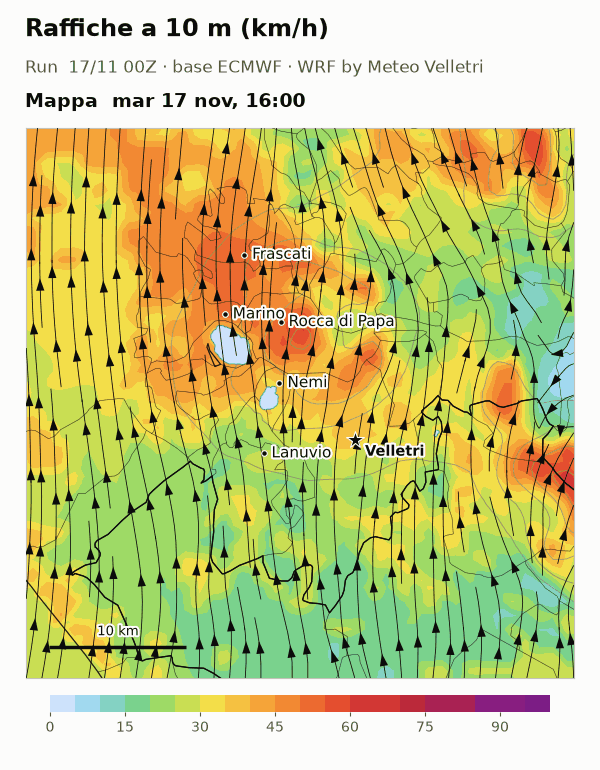 Raffiche a 10 m (km/h)
Run  17/11 00Z · base ECMWF · WRF by Meteo Velletri
Mappa  mar 17 nov, 16:00
Frascati
Marino
Rocca di Papa
Nemi
Velletri
Lanuvio
10 km
0 15 30 45 60 75 90